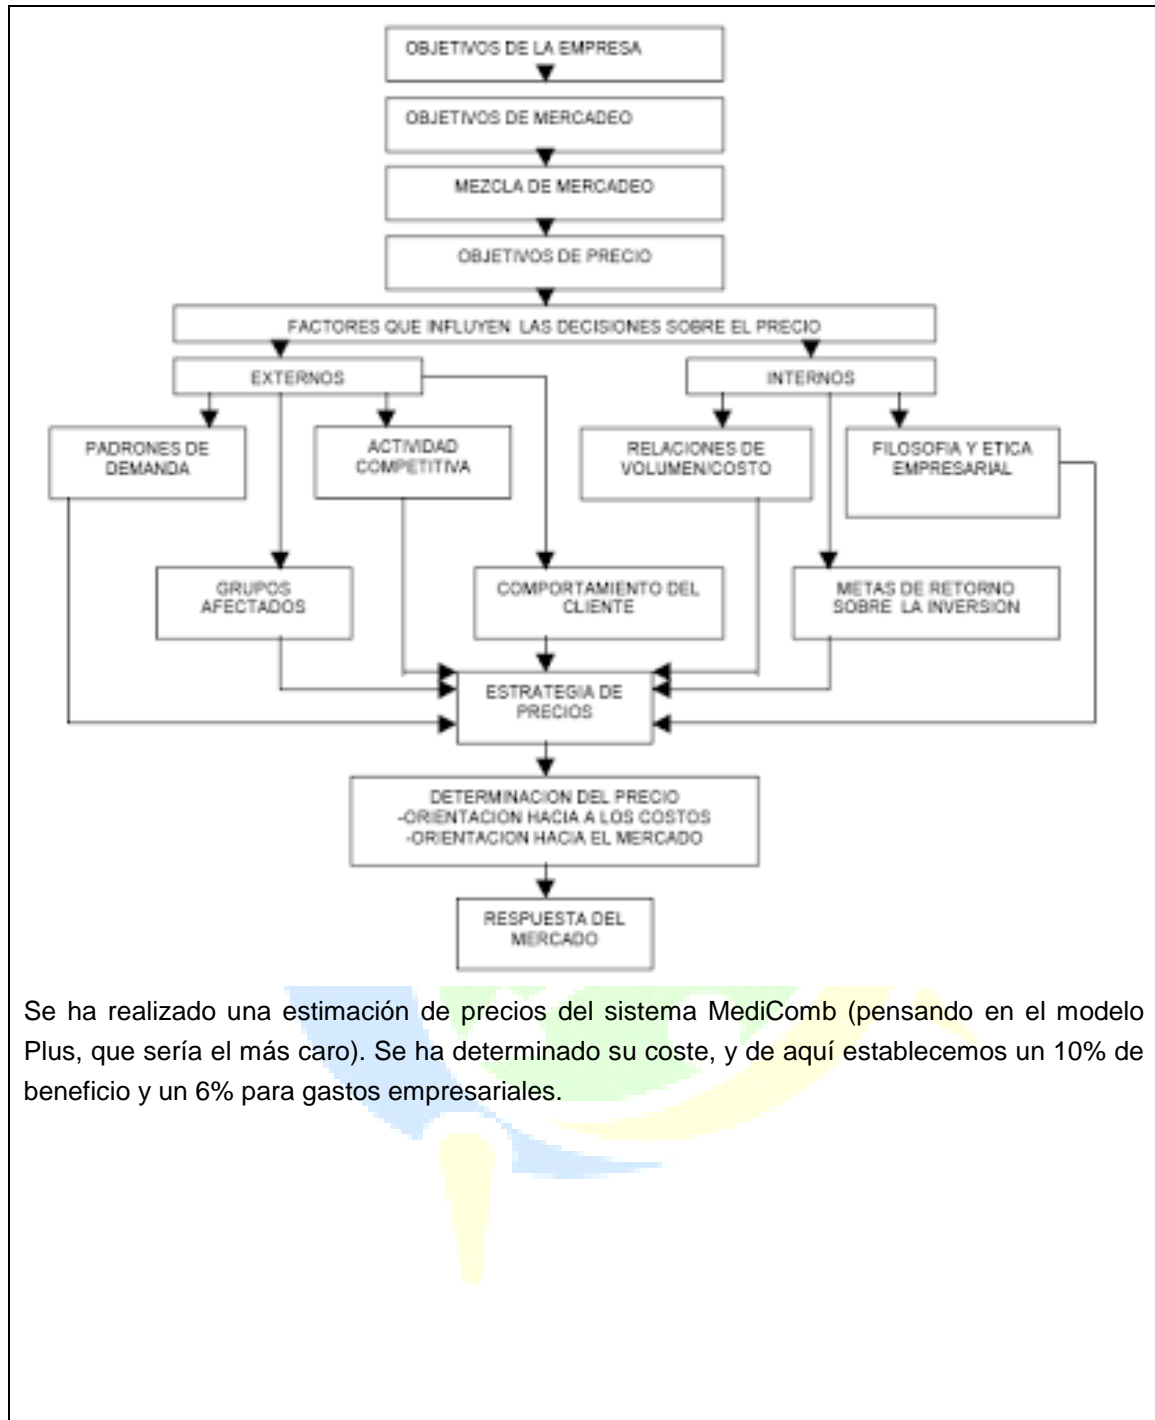 OBJETIVOS DE LA EMPRESA
OBJETIVOS DE MERCADEO
MEZCLA DE MERCADEO
OBJETIVOS DE PRECIO
FACTORES QUE INFLUYEN LAS DECISIONES SOBRE EL PRECIO
EXTERNOS
INTERNOS
PADRONES DE
DEMANDA
ACTIVIDAD
COMPETITIVA
RELACIONES DE
VOLUMEN/COSTO
FILOSOFIA Y ETICA
EMPRESARIAL
GRUPOS
AFECTADOS
COMPORTAMIENTO DEL
CLIENTE
METAS DE RETORNO
SOBRE LA INVERSION
ESTRATEGIA DE
PRECIOS
DETERMINACION DEL PRECIO
-ORIENTACION HACIA A LOS COSTOS
-ORIENTACION HACIA EL MERCADO
RESPUESTA DEL
MERCADO
Se ha realizado una estimación de precios del sistema MediComb (pensando en el modelo
Plus, que sería el más caro). Se ha determinado su coste, y de aquí establecemos un 10% de
beneficio y un 6% para gastos empresariales.